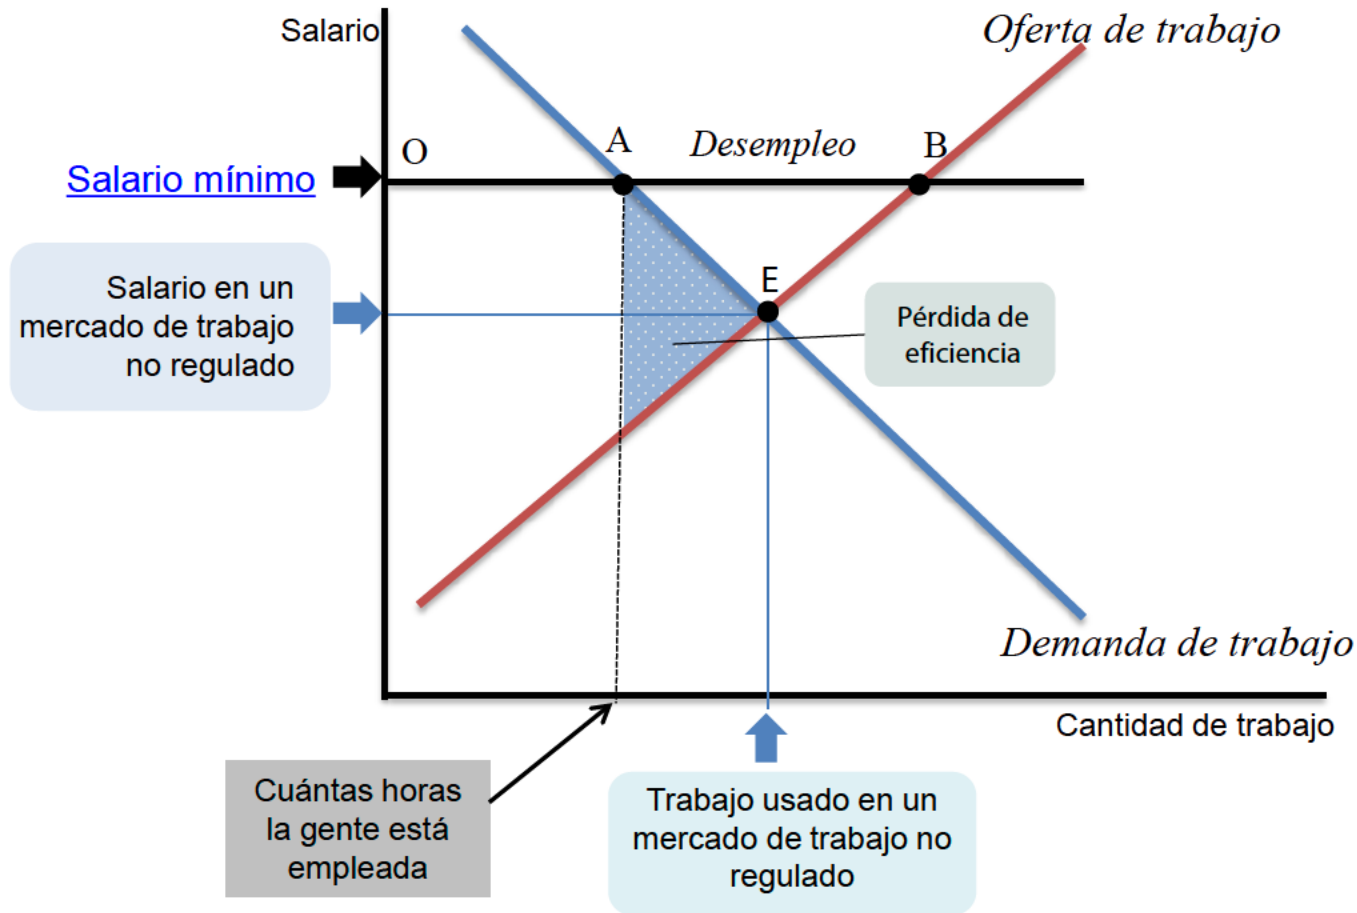 Salario
Oferta de trabajo
O
A
Desempleo
B
Salario mínimo
Salario en un
mercado de trabajo
no regulado
E
Pérdida de
eficiencia
Demanda de trabajo
Cantidad de trabajo
Cuántas horas
la gente está
empleada
Trabajo usado en un
mercado de trabajo no
regulado